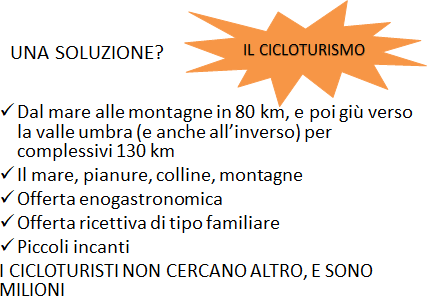 UNA SOLUZIONE?
IL CICLOTURISMO
✓ Dal mare alle montagne in 80 km, e poi giù verso
la valle umbra (e anche all'inverso) per
complessivi 130 km
✓ Il mare, pianure, colline, montagne
✓ Offerta enogastronomica
✓ Offerta ricettiva di tipo familiare
✓ Piccoli incanti
I CICLOTURISTI NON CERCANO ALTRO, E SONO
MILIONI